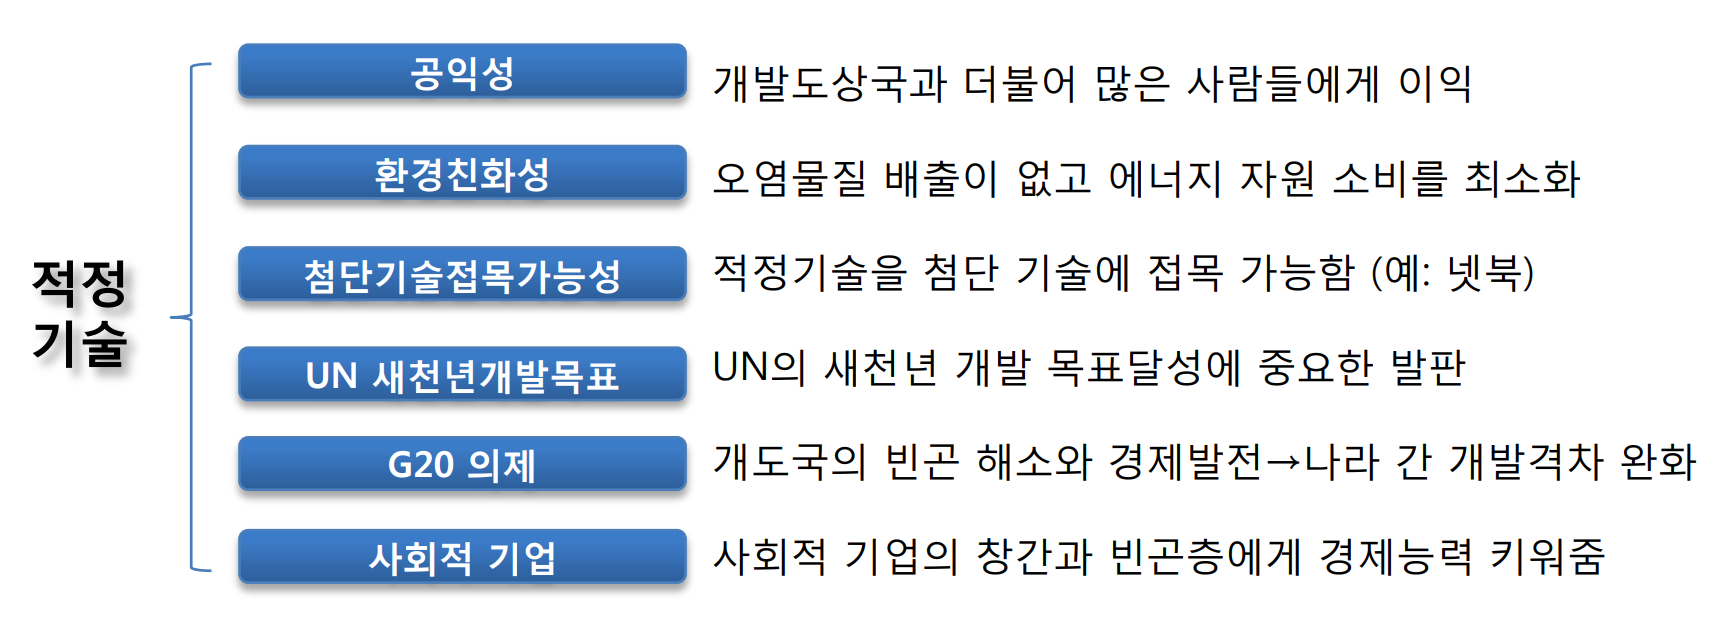 적정
기술
공익성
개발도상국과 더불어 많은 사람들에게 이익
환경친화성
오염물질 배출이 없고 에너지 자원 소비를 최소화
첨단기술접목가능성
적정기술을 첨단 기술에 접목 가능함 (예: 넷북)
UN 새천년개발목표
UN의 새천년 개발 목표달성에 중요한 발판
G20 의제
개도국의 빈곤 해소와 경제발전→나라 간 개발격차 완화
사회적 기업
사회적 기업의 창간과 빈곤층에게 경제능력 키워줌